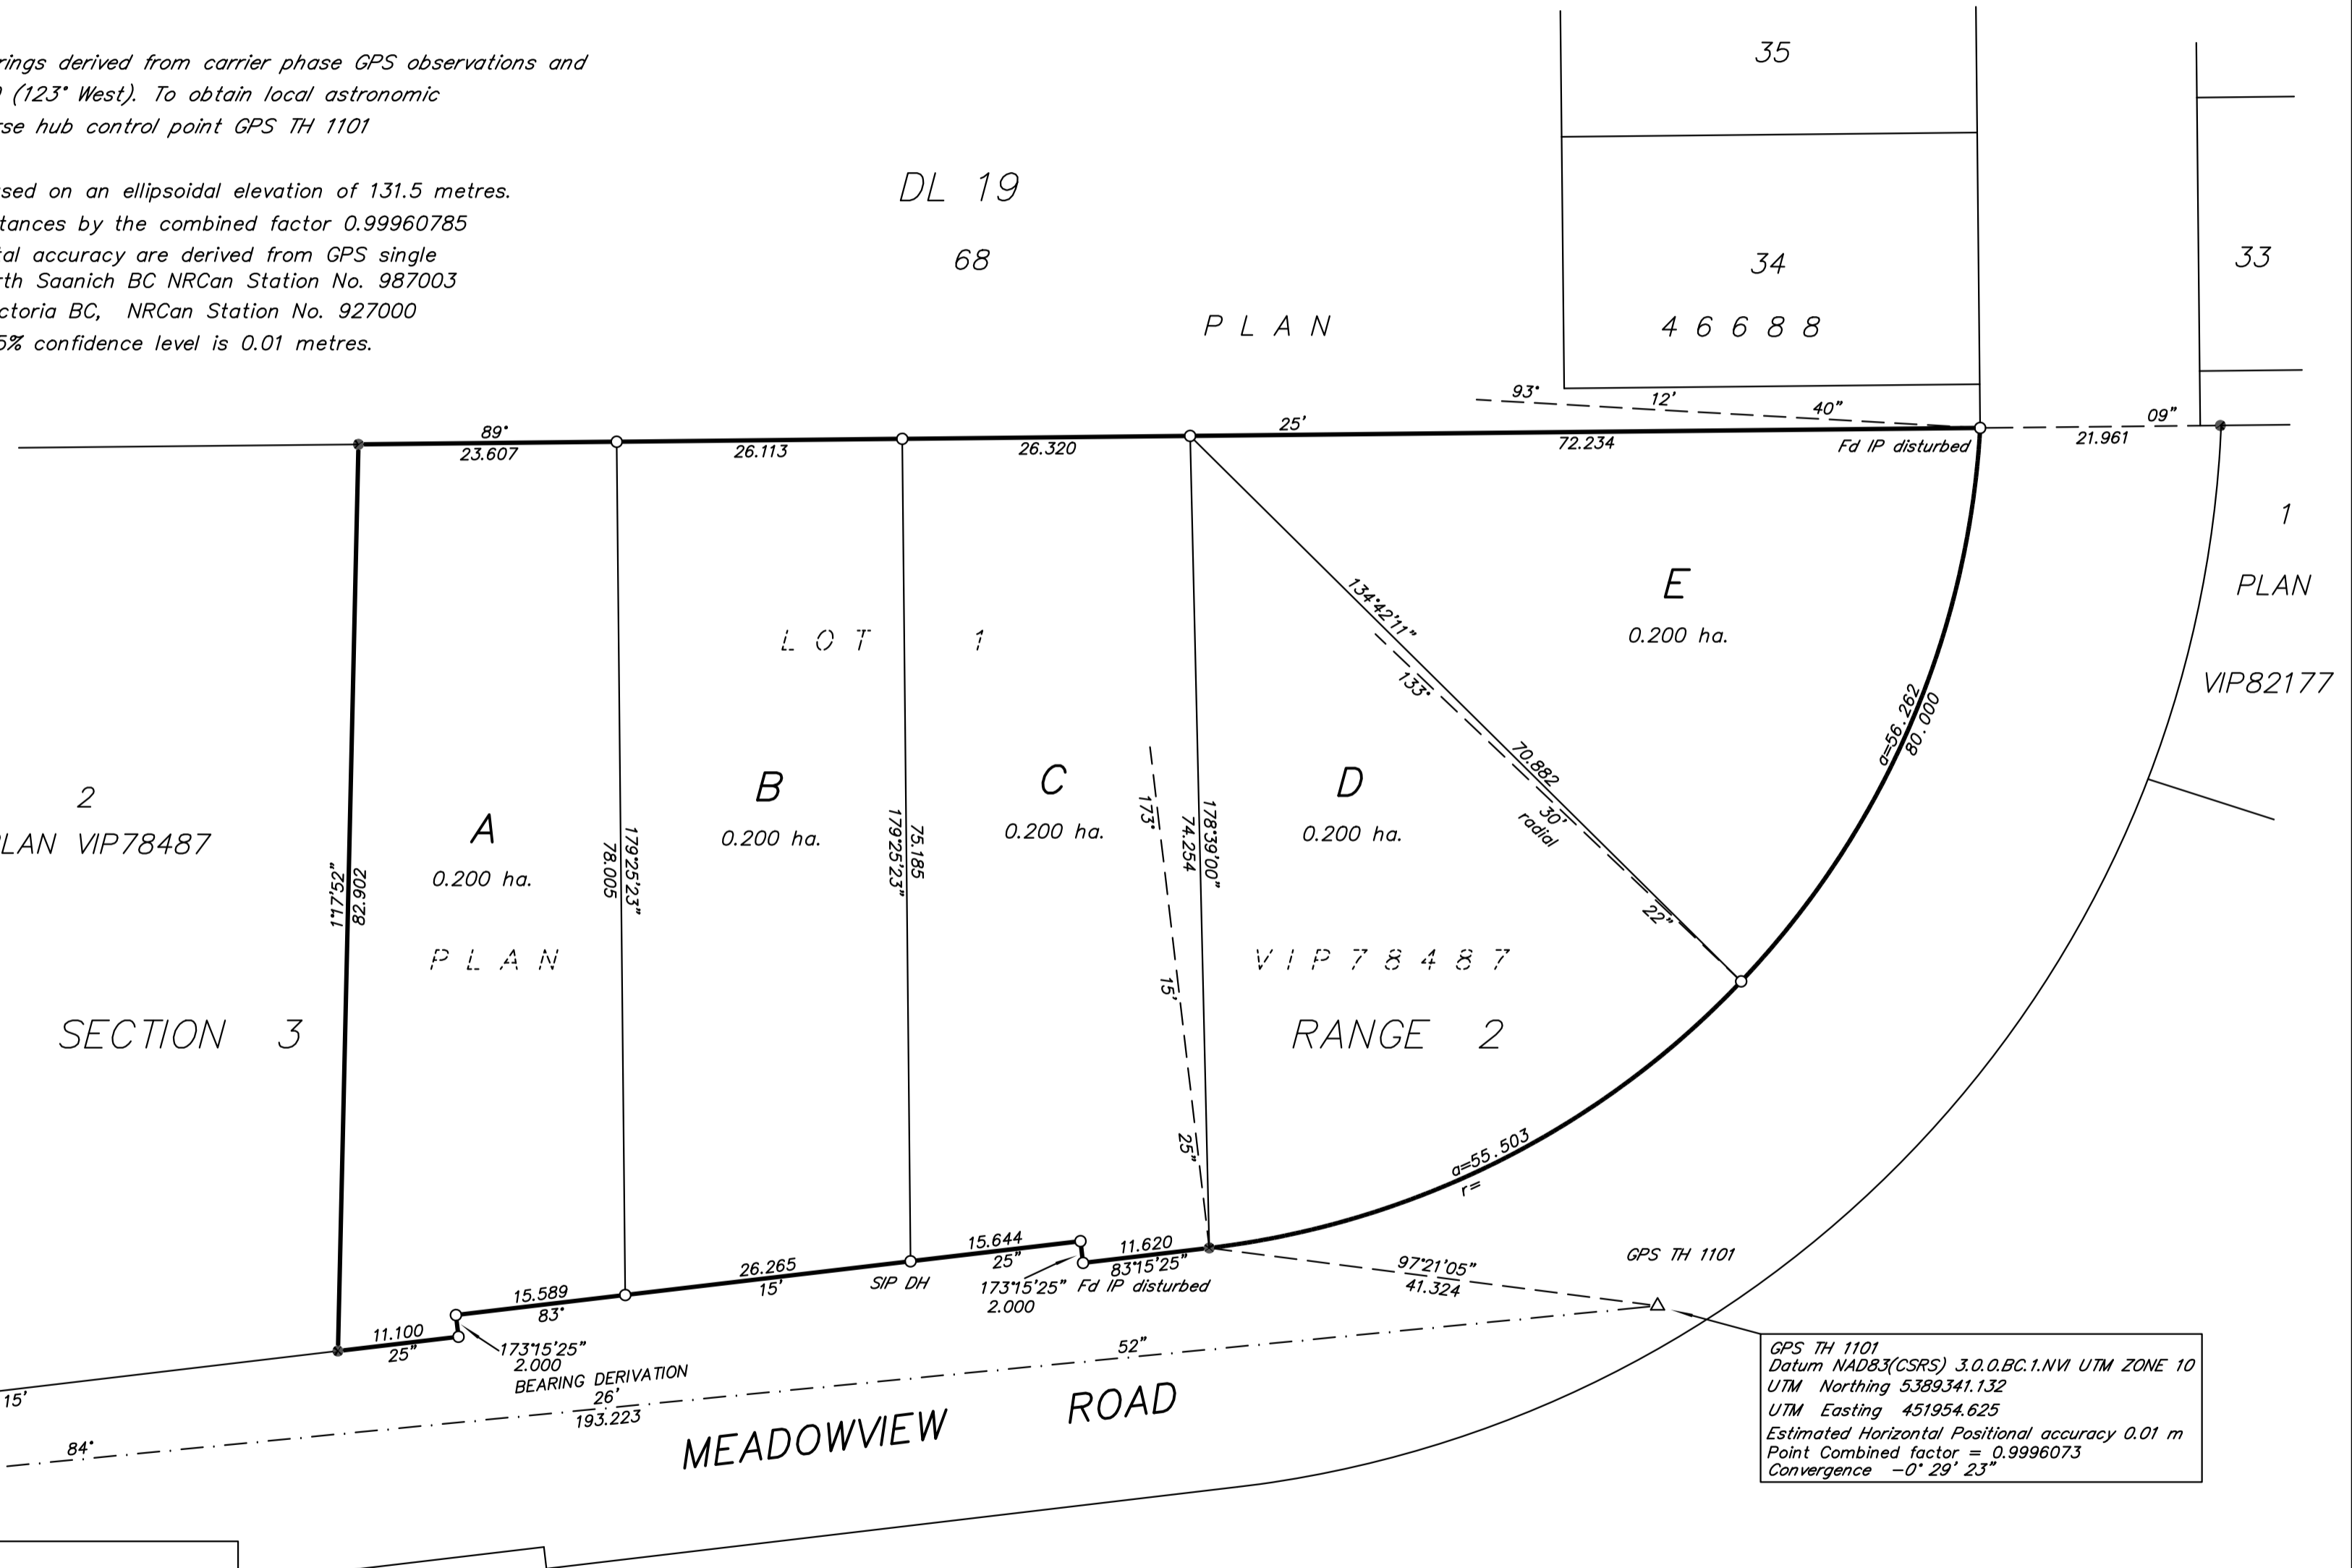 rings derived from carrier phase GPS observations and
(123° West). To obtain local astronomic
rse hub control point GPS TH 1101
sed on an ellipsoidal elevation of 131.5 metres.
tances by the combined factor 0.99960785
tal accuracy are derived from GPS single
rth Saanich BC NRCan Station No. 987003
ctoria BC, NRCan Station No. 927000
5% confidence level is 0.01 metres.
DL 19
68
PLAN
35
34
46688
33
93° 12' 40"
89° 25' 09"
23.607
26.113
26.320
72.234
Fd IP disturbed
21.961
1
PLAN
VIP82177
LOT 1
E
0.200 ha.
134°42'11"
70.882
133° 30' 22"
radial
a=56.262
80.000
2
PLAN VIP78487
A
0.200 ha.
B
0.200 ha.
C
0.200 ha.
D
0.200 ha.
1°17'52"
82.902
179°25'23"
78.005
75.185
179°25'23"
173° 15' 25"
178°39'00"
74.254
PLAN
VIP78487
SECTION 3
RANGE 2
a=55.503
r=
11.100
25"
15.589
83°
26.265
15'
SIP DH
15.644
25"
11.620
83°15'25"
173°15'25"
2.000
Fd IP disturbed
173°15'25"
2.000
97°21'05"
41.324
GPS TH 1101
15'
BEARING DERIVATION
84° 26' 52"
193.223
MEADOWVIEW ROAD
GPS TH 1101
Datum NAD83(CSRS) 3.0.0.BC.1.NVI UTM ZONE 10
UTM Northing 5389341.132
UTM Easting 451954.625
Estimated Horizontal Positional accuracy 0.01 m
Point Combined factor = 0.9996073
Convergence -0° 29' 23"